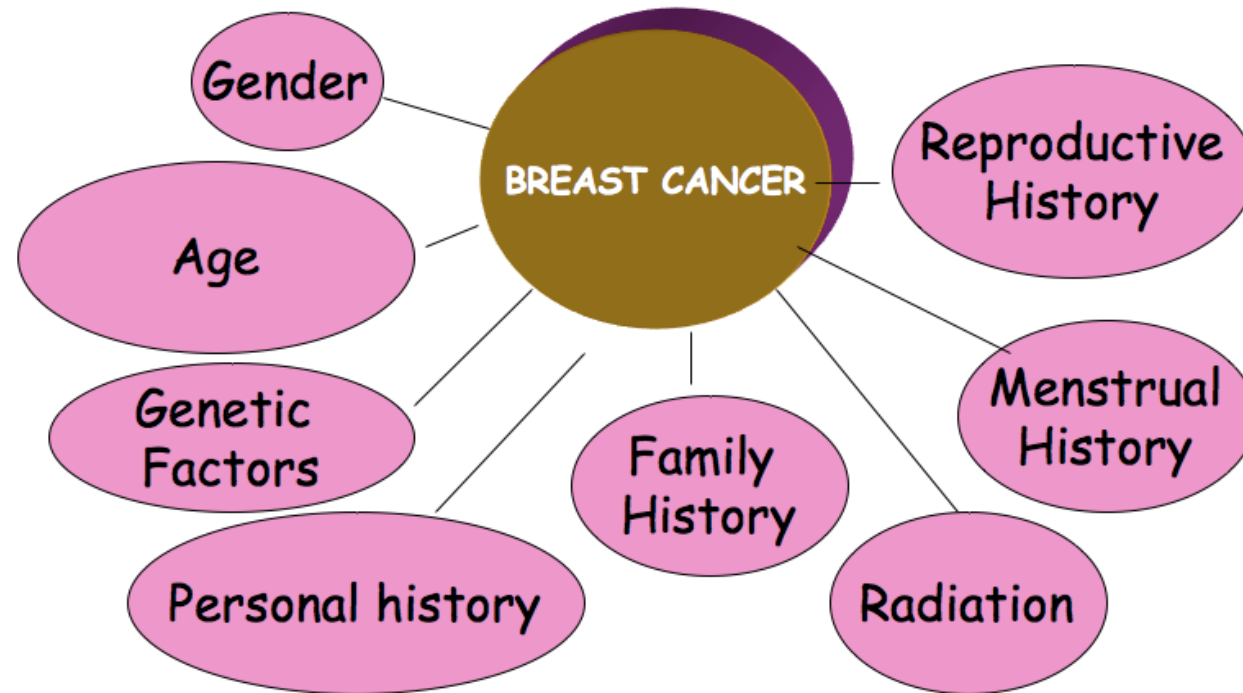 Gender
BREAST CANCER
Reproductive
History
Age
Menstrual
History
Genetic
Factors
Family
History
Personal history
Radiation